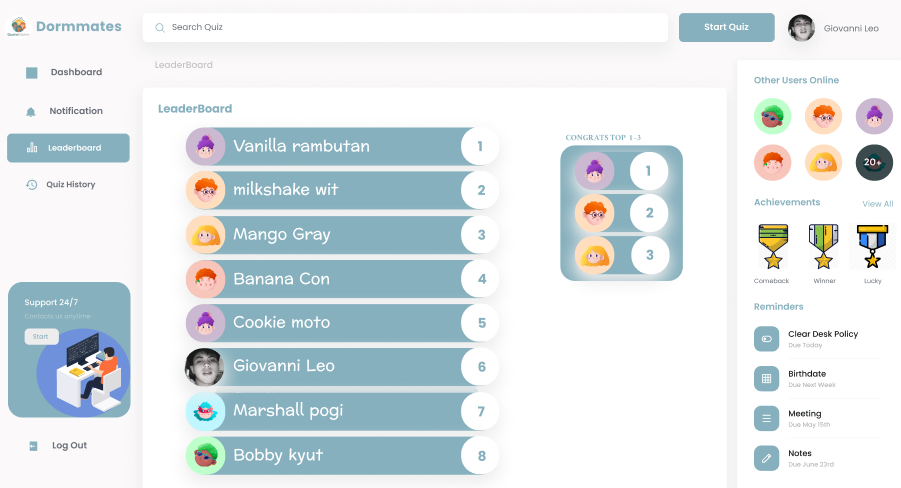 Dormmates
Search Quiz
Start Quiz
Giovanni Leo
Dashboard
Notification
Leaderboard
Quiz History
Support 24/7
Contacts us anytime
Start
Log Out
LeaderBoard
LeaderBoard
Vanilla rambutan 1
milkshake wit 2
Mango Gray 3
Banana Con 4
Cookie moto 5
Giovanni Leo 6
Marshall pogi 7
Bobby kyut 8
CONGRATS TOP 1-3
1
2
3
Other Users Online
20+
Achievements View All
Comeback Winner Lucky
Reminders
Clear Desk Policy
Due Today
Birthdate
Due Next Week
Meeting
Due May 15th
Notes
Due June 23rd